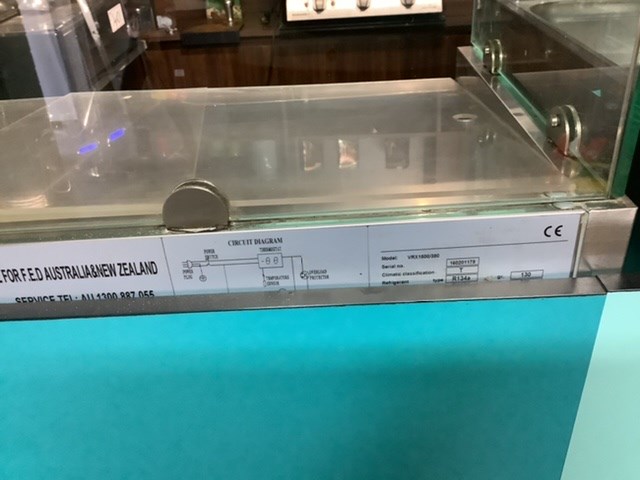 FOR F.E.D AUSTRALIA&NEW ZEALAND
SERVICE TEL: AU 1300 887 055
CIRCUIT DIAGRAM
POWER
SWITCH
THERMOSTAT
POWER
PLUG
TEMPERATURE
SENSOR
OVERLOAD
PROTECTOR
CE
Model VRX1800/380
Serial no
Climatic classification T
Refrigerant type R134a 130